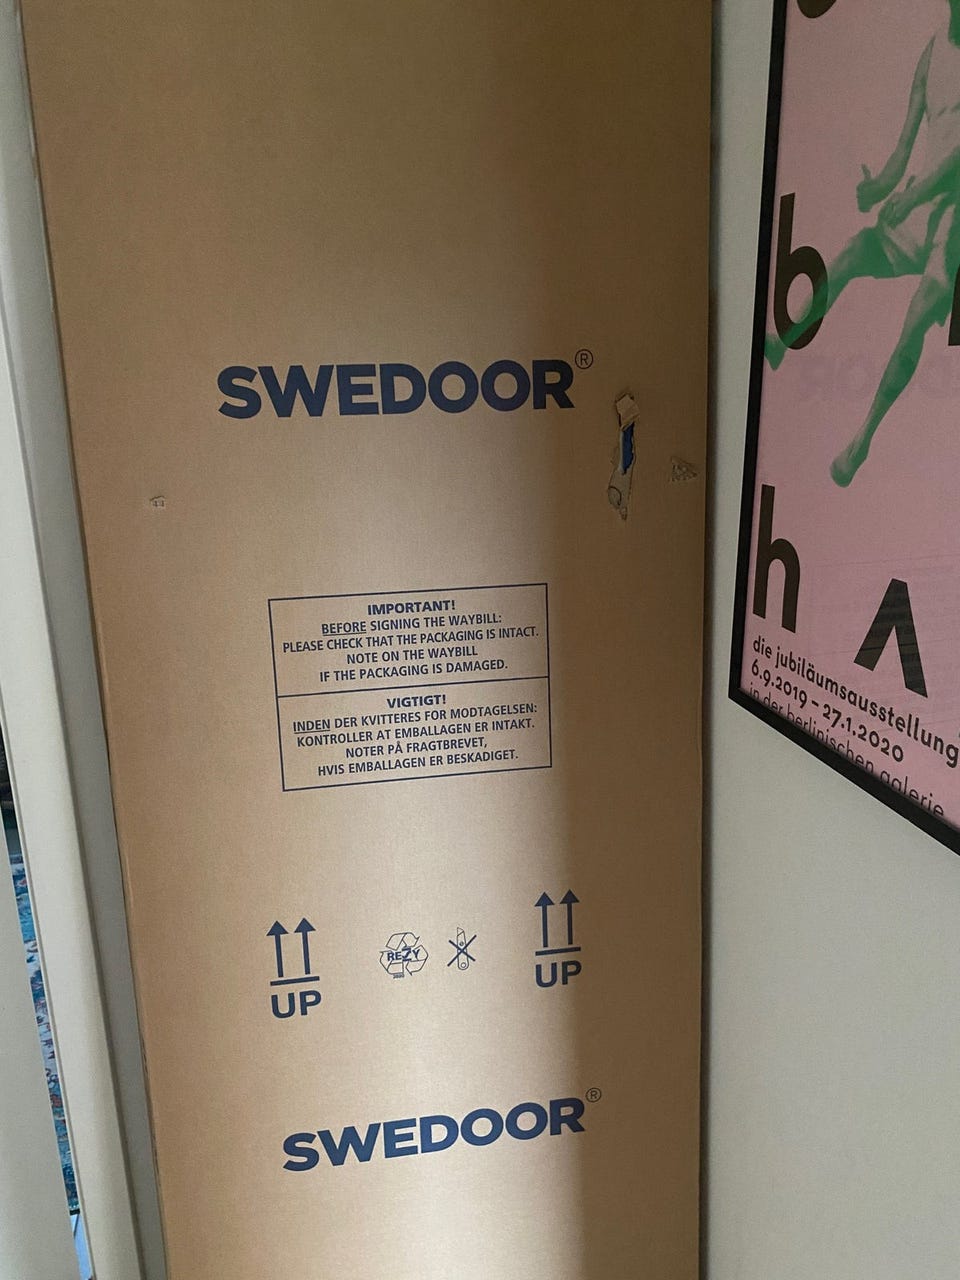 SWEDOOR®
IMPORTANT!
BEFORE SIGNING THE WAYBILL:
PLEASE CHECK THAT THE PACKAGING IS INTACT.
NOTE ON THE WAYBILL
IF THE PACKAGING IS DAMAGED.
VIGTIGT!
INDEN DER KVITTERES FOR MODTAGELSEN:
KONTROLLER AT EMBALLAGEN ER INTAKT.
NOTER PÅ FRAGTBREVET,
HVIS EMBALLAGEN ER BESKADIGET.
UP
REZY
UP
SWEDOOR®
b
h
die jubiläumsausstellung
6.9.2019 – 27.1.2020
in der berlinischen galerie